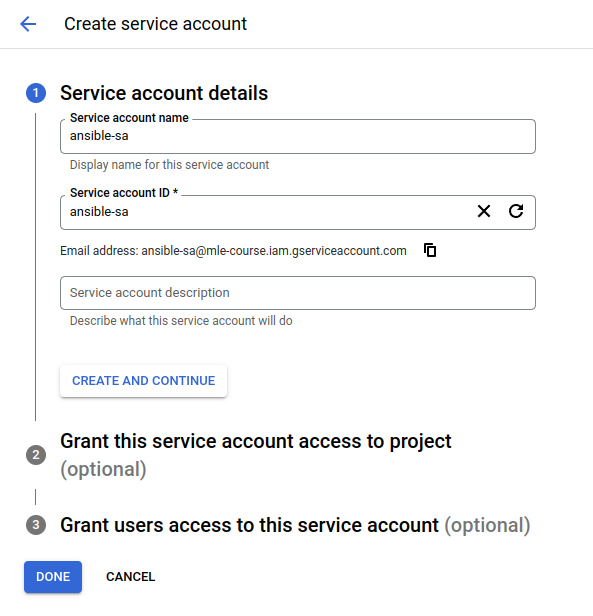 Create service account
1
Service account details
Service account name
ansible-sa
Display name for this service account
Service account ID *
ansible-sa
Email address: ansible-sa@mle-course.iam.gserviceaccount.com
Service account description
Describe what this service account will do
CREATE AND CONTINUE
2
Grant this service account access to project
(optional)
3
Grant users access to this service account (optional)
DONE
CANCEL